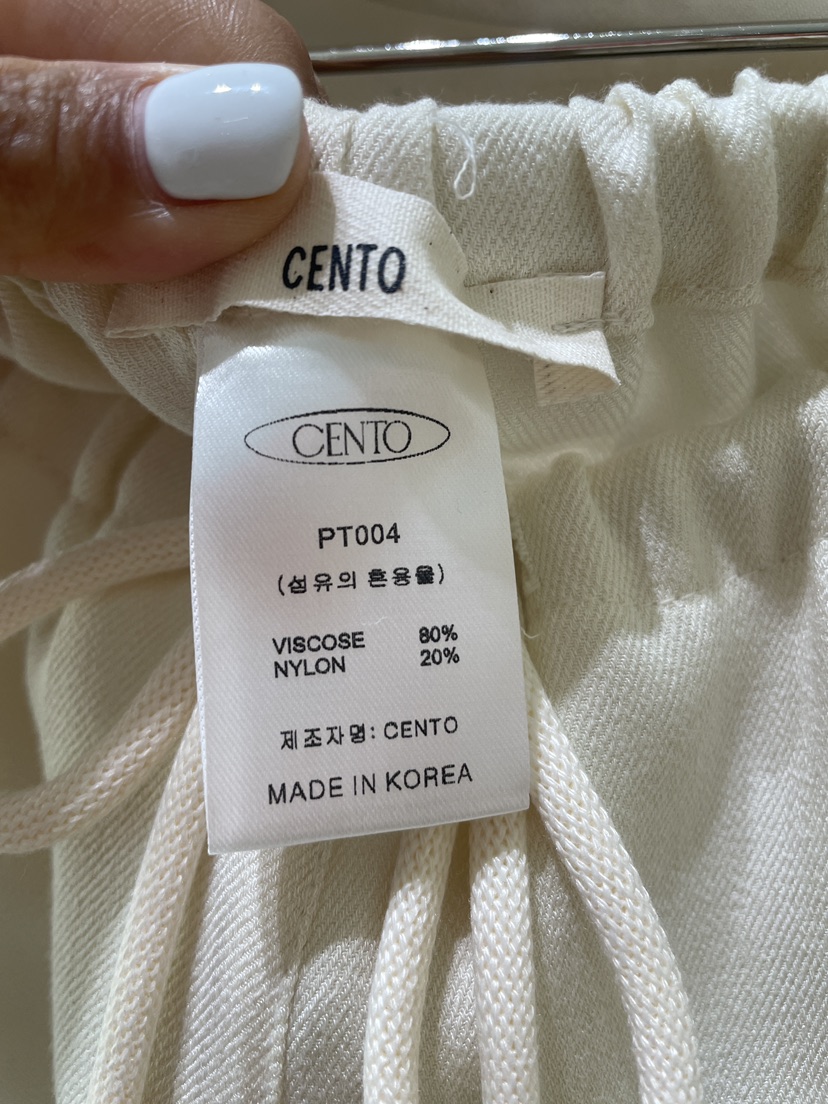 CENTO
CENTO
PT004
(섬유의 혼용율)
VISCOSE 80%
NYLON 20%
제조자명: CENTO
MADE IN KOREA